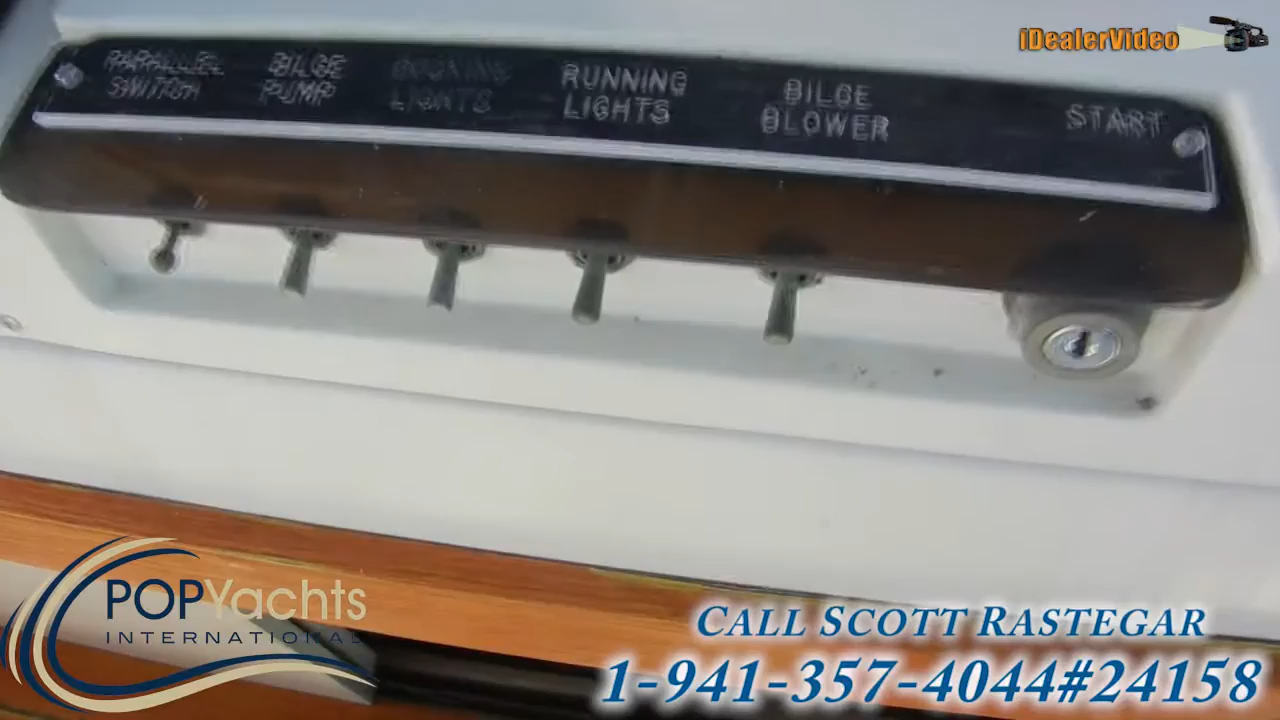 iDealerVideo
PARALLEL
SWITCH
BILGE
PUMP
LIGHTS
RUNNING
LIGHTS
BILGE
BLOWER
START
POPYachts
INTERNATIONAL
CALL SCOTT RASTEGAR
1-941-357-4044#24158